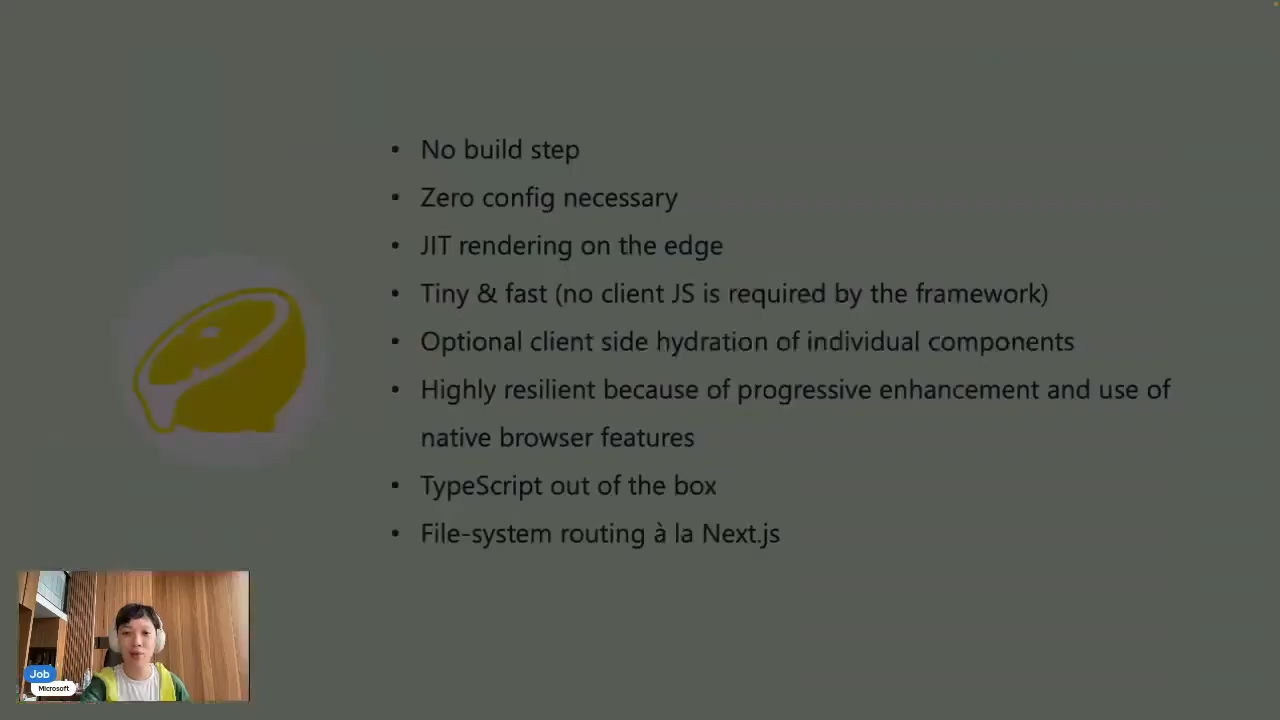 • No build step
• Zero config necessary
• JIT rendering on the edge
• Tiny & fast (no client JS is required by the framework)
• Optional client side hydration of individual components
• Highly resilient because of progressive enhancement and use of
native browser features
• TypeScript out of the box
• File-system routing à la Next.js
Job
Microsoft